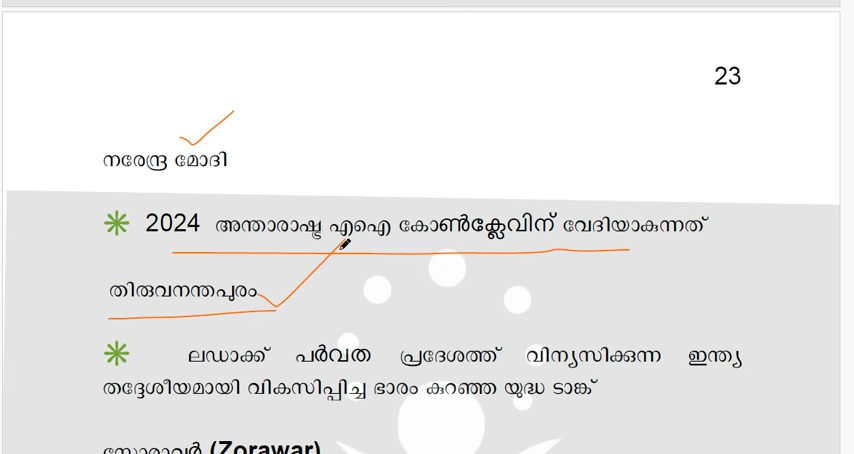 23
നരേന്ദ്ര മോദി
✳ 2024 അന്താരാഷ്ട്ര എഐ കോൺക്ലേവിന് വേദിയാകുന്നത്
തിരുവനന്തപുരം
✳ ലഡാക്ക് പർവത പ്രദേശത്ത് വിന്യസിക്കുന്ന ഇന്ത്യ
തദ്ദേശീയമായി വികസിപ്പിച്ച ഭാരം കുറഞ്ഞ യുദ്ധ ടാങ്ക്
സോരാവർ (Zorawar)